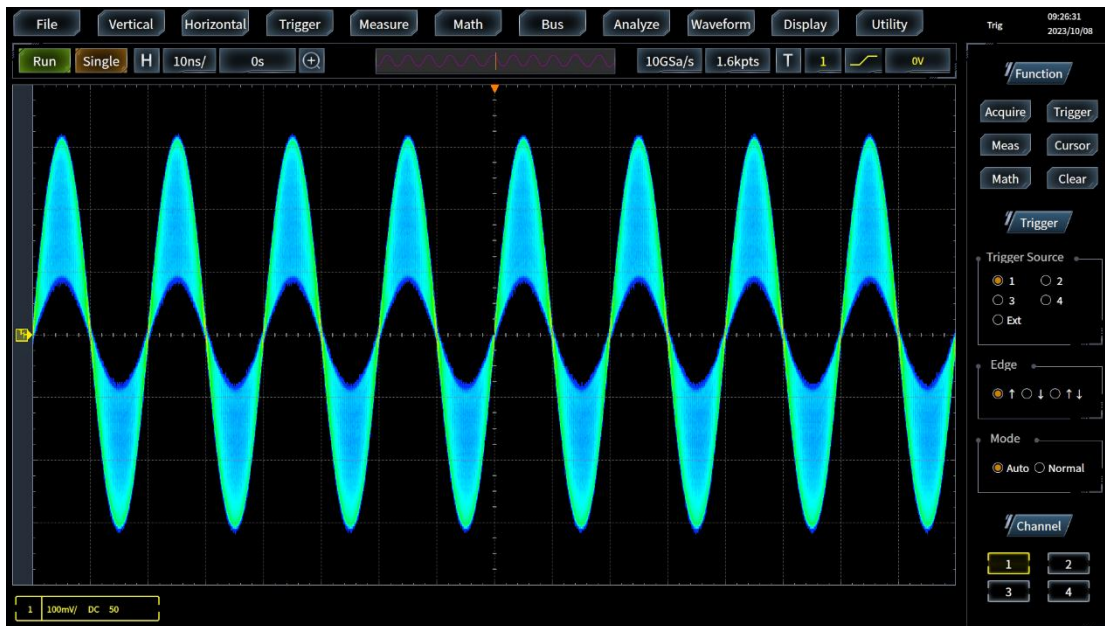 File Vertical Horizontal Trigger Measure Math Bus Analyze Waveform Display Utility Trig 09:26:31
2023/10/08
Run Single H 10ns/ 0s 10GSa/s 1.6kpts T 1 0V
Function
Acquire Trigger
Meas Cursor
Math Clear
Trigger
Trigger Source
1 2
3 4
Ext
Edge
↑ ↓ ↑↓
Mode
Auto Normal
Channel
1 2
3 4
1 100mV/ DC 50